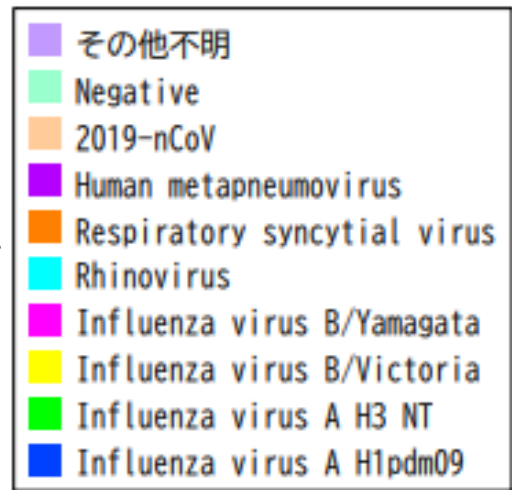 その他不明
Negative
2019-nCoV
Human metapneumovirus
Respiratory syncytial virus
Rhinovirus
Influenza virus B/Yamagata
Influenza virus B/Victoria
Influenza virus A H3 NT
Influenza virus A H1pdm09